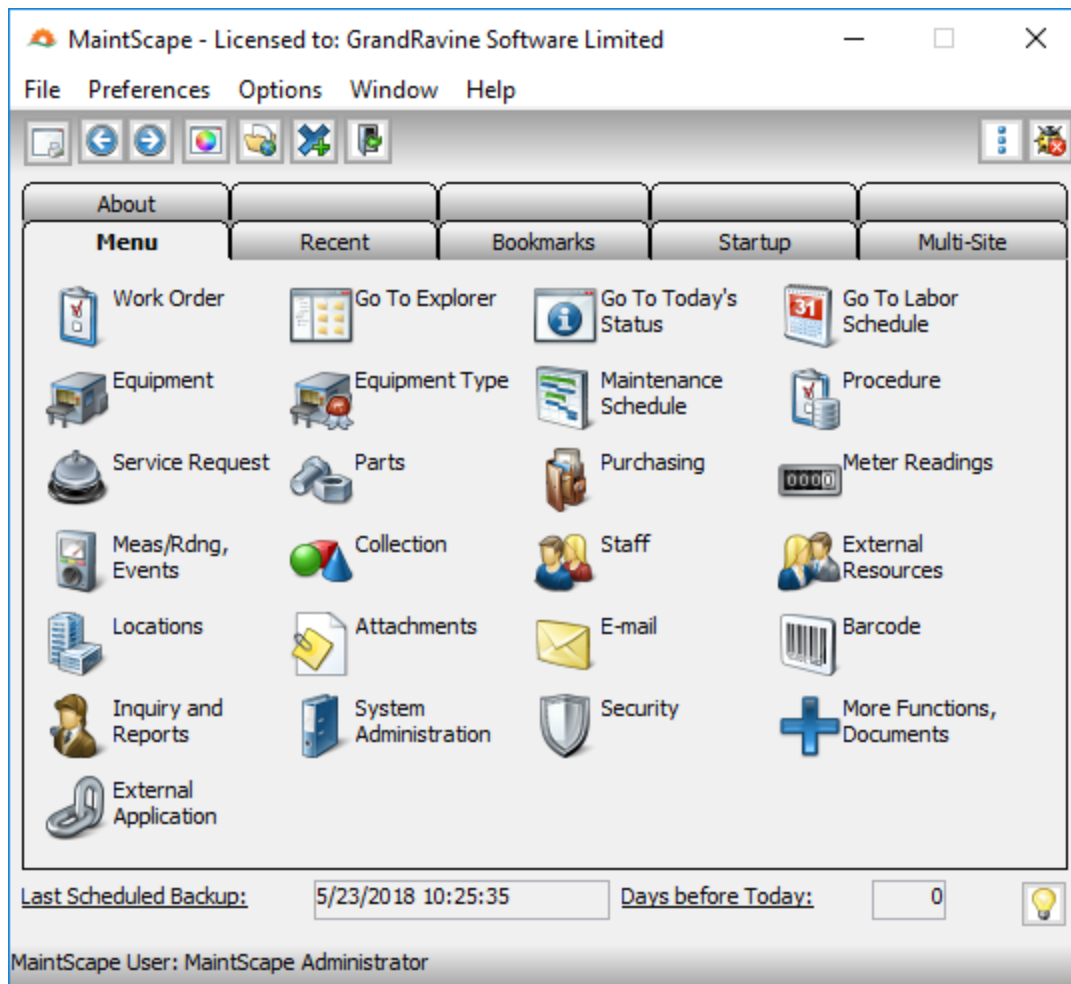 MaintScape - Licensed to: GrandRavine Software Limited
File Preferences Options Window Help
About
Menu Recent Bookmarks Startup Multi-Site
Work Order
Go To Explorer
Go To Today's
Status
31
Go To Labor
Schedule
Equipment
Equipment Type
Maintenance
Schedule
Procedure
Service Request
Parts
Purchasing
0000
Meter Readings
Meas/Rdng,
Events
Collection
Staff
External
Resources
Locations
Attachments
E-mail
Barcode
Inquiry and
Reports
System
Administration
Security
More Functions,
Documents
External
Application
Last Scheduled Backup: 5/23/2018 10:25:35 Days before Today: 0
MaintScape User: MaintScape Administrator